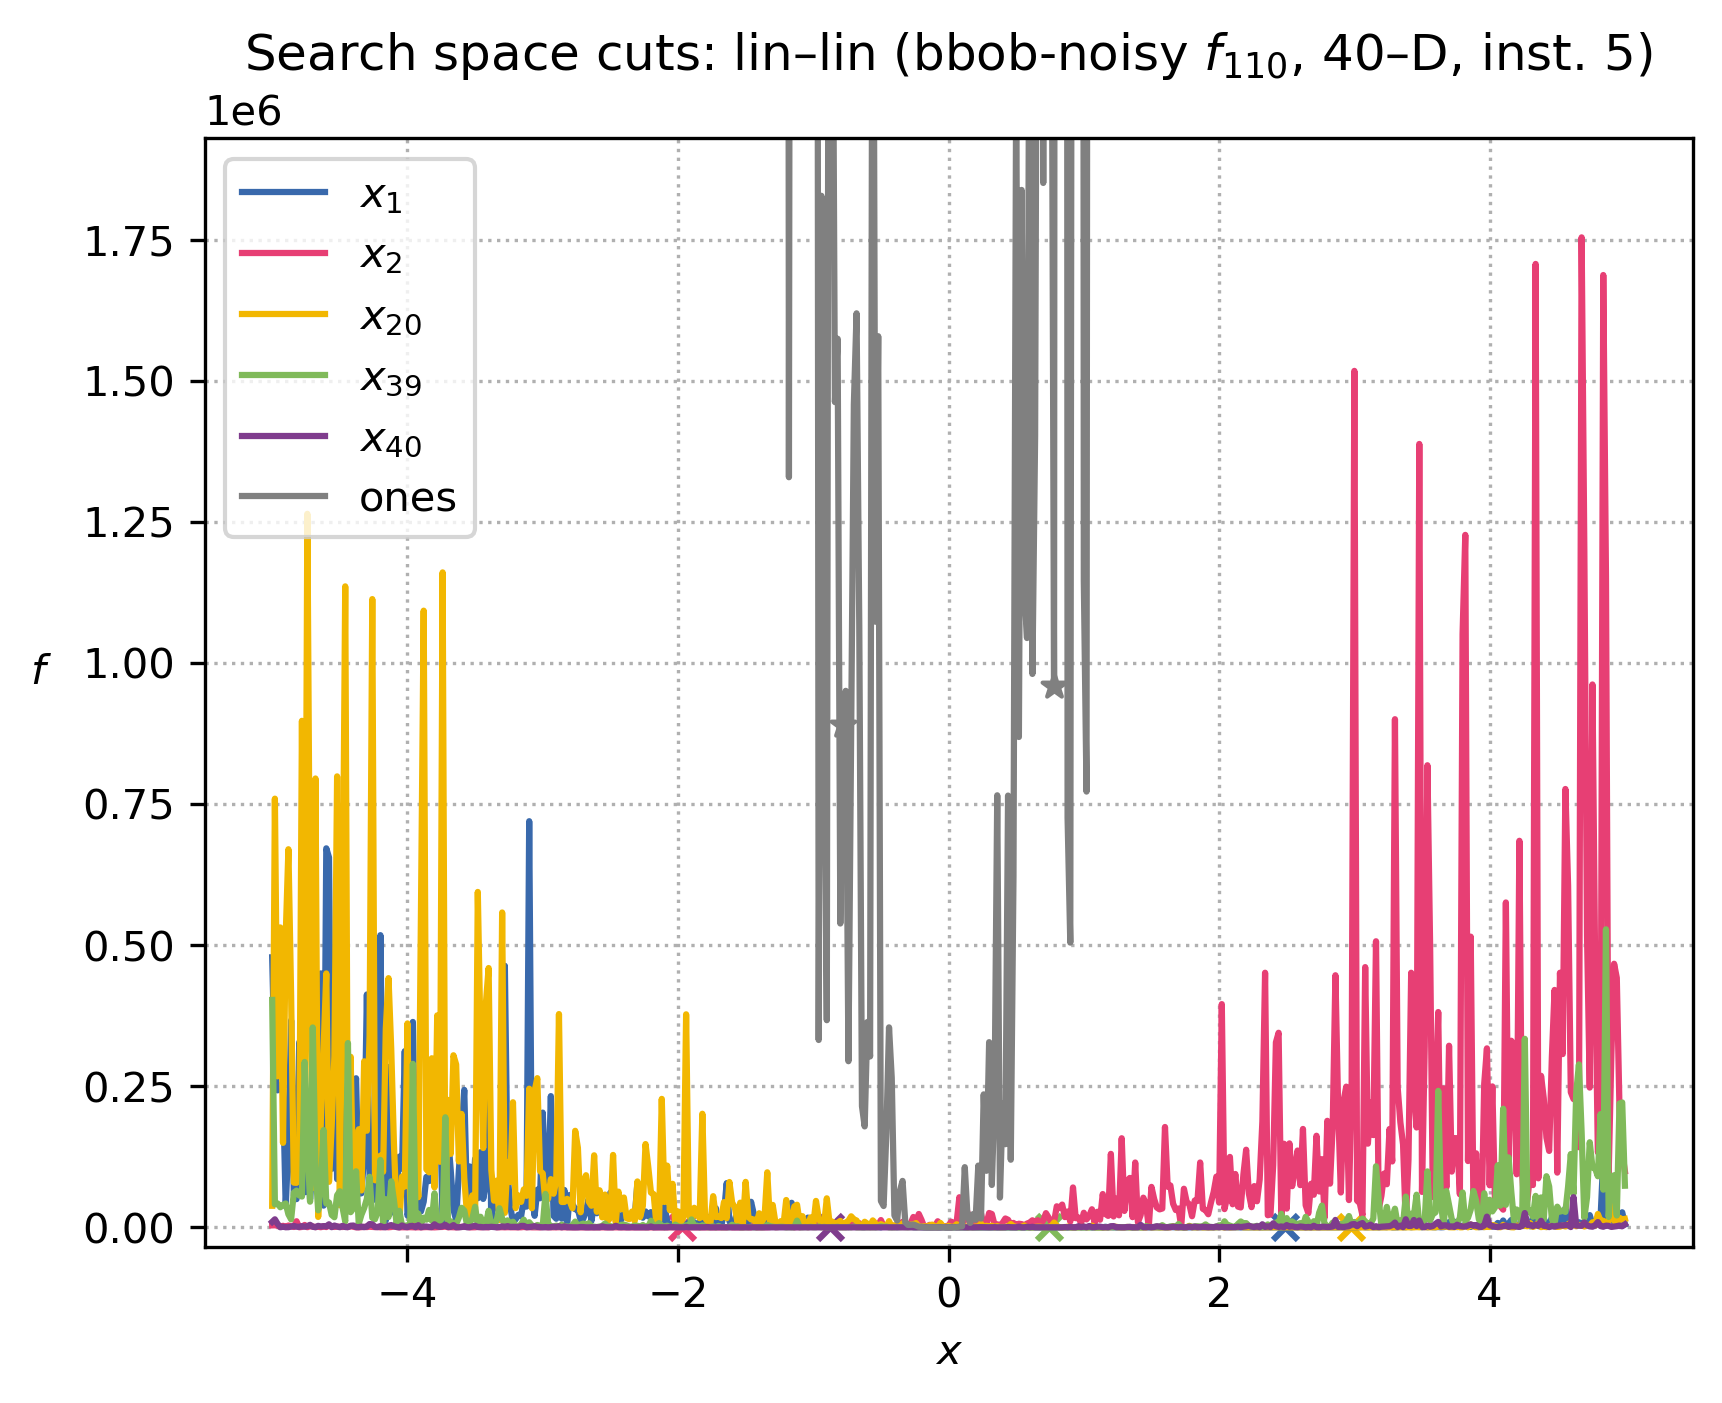 Search space cuts: lin–lin (bbob-noisy f110, 40–D, inst. 5)
1e6
x1
x2
x20
x39
x40
ones
1.75
1.50
1.25
1.00
0.75
0.50
0.25
0.00
f
−4
−2
0
2
4
x